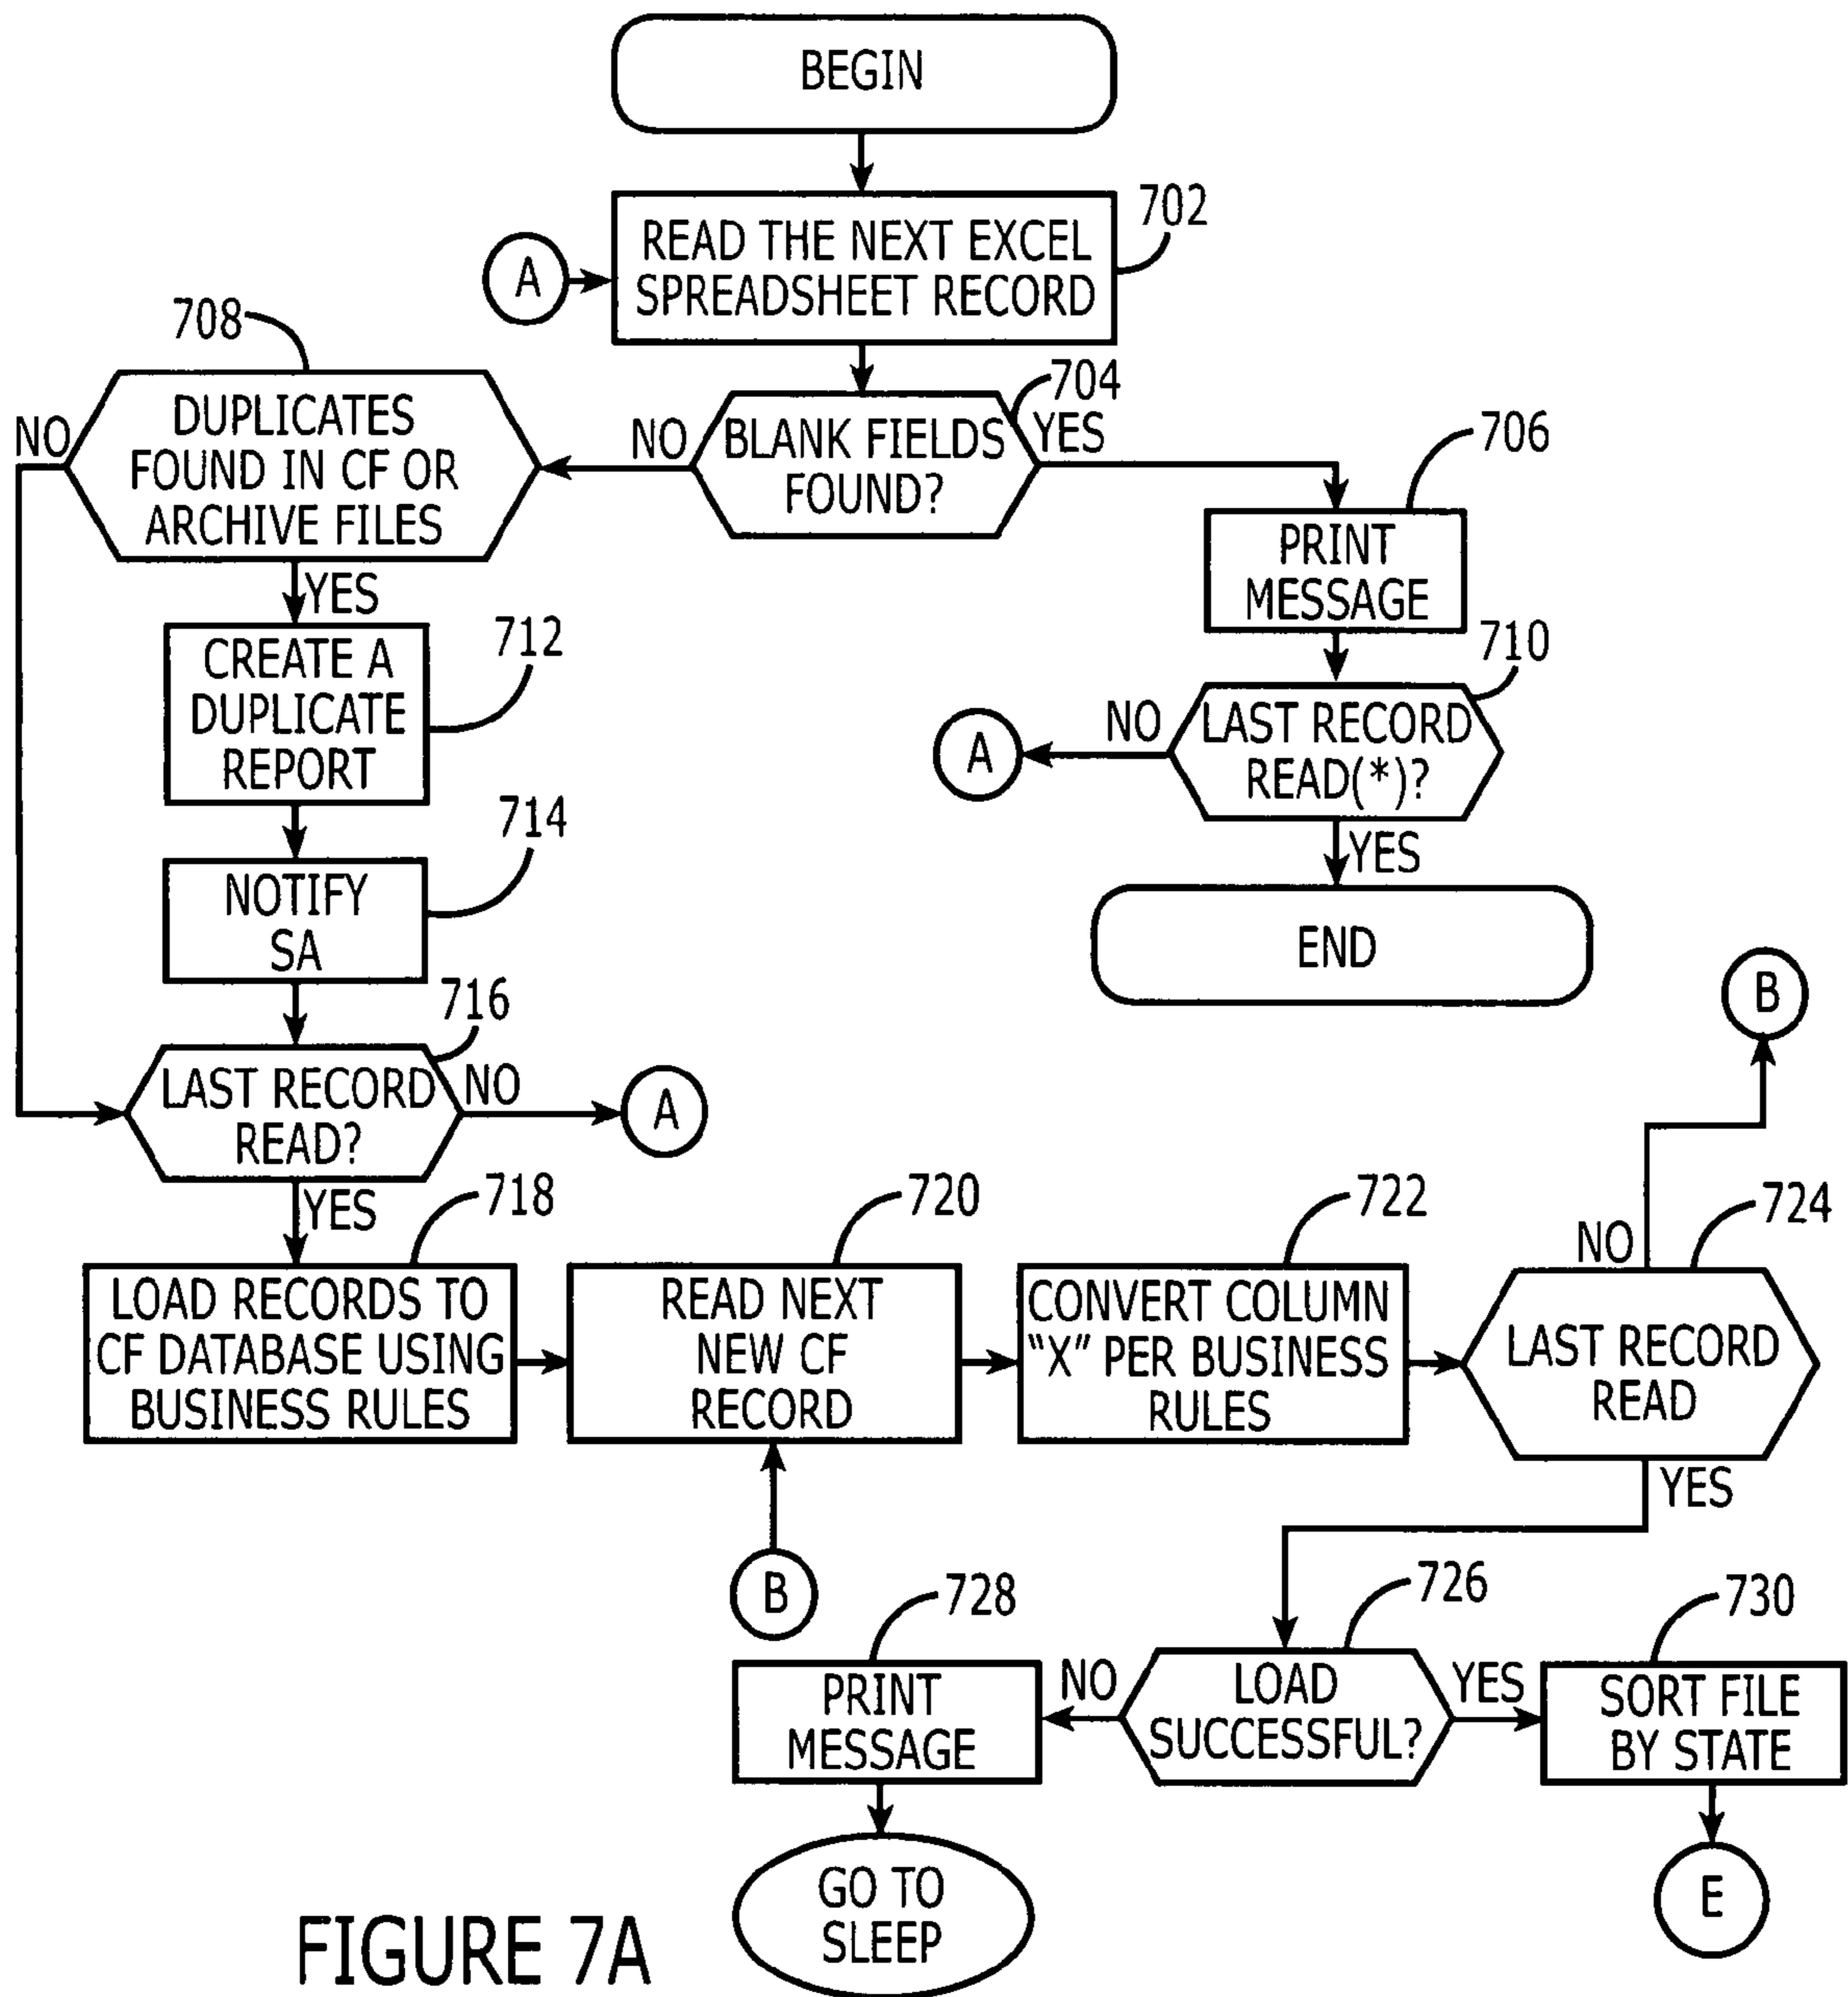 BEGIN
702
READ THE NEXT EXCEL
SPREADSHEET RECORD
A
704
BLANK FIELDS
FOUND?
NO
YES
708
DUPLICATES
FOUND IN CF OR
ARCHIVE FILES
NO
YES
706
PRINT
MESSAGE
710
LAST RECORD
READ(*)?
NO
A
YES
END
712
CREATE A
DUPLICATE
REPORT
714
NOTIFY
SA
716
LAST RECORD
READ?
NO
A
YES
718
LOAD RECORDS TO
CF DATABASE USING
BUSINESS RULES
720
READ NEXT
NEW CF
RECORD
B
722
CONVERT COLUMN
“X” PER BUSINESS
RULES
724
LAST RECORD
READ
NO
B
YES
726
LOAD
SUCCESSFUL?
NO
YES
728
PRINT
MESSAGE
GO TO
SLEEP
730
SORT FILE
BY STATE
E
FIGURE 7A